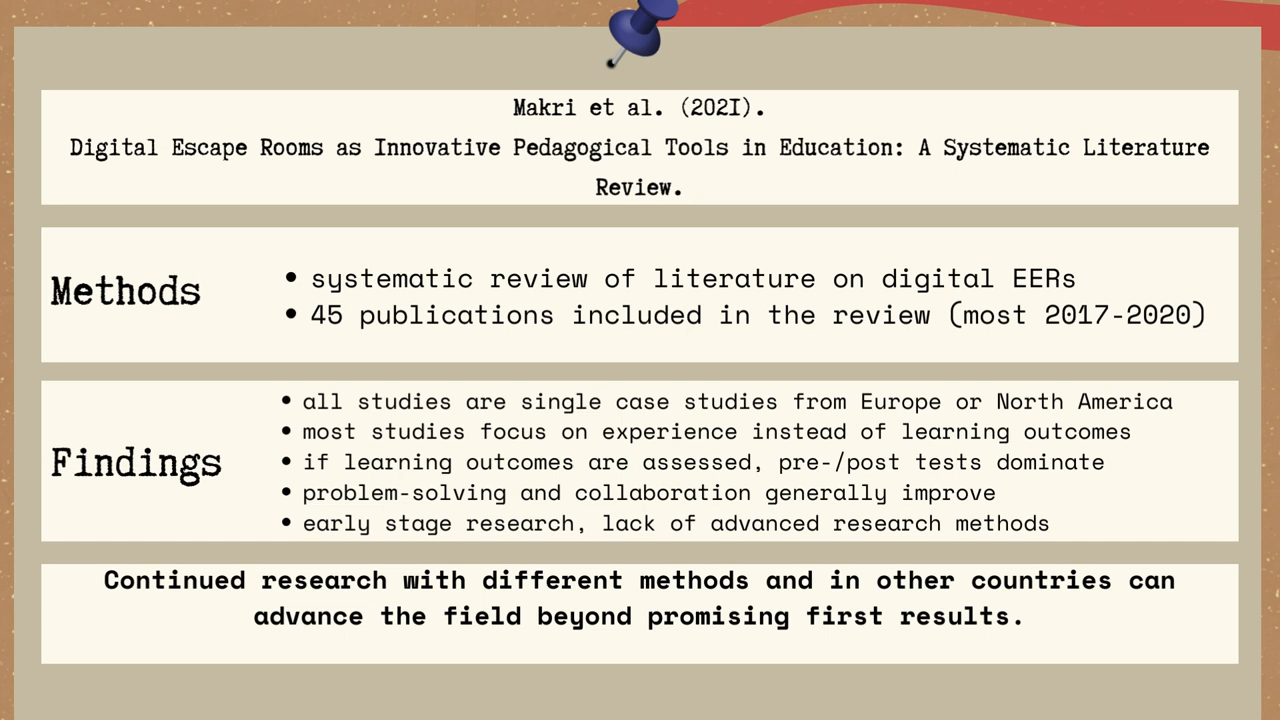 Makri et al. (2021).
Digital Escape Rooms as Innovative Pedagogical Tools in Education: A Systematic Literature
Review.
Methods
• systematic review of literature on digital EERs
• 45 publications included in the review (most 2017-2020)
Findings
• all studies are single case studies from Europe or North America
• most studies focus on experience instead of learning outcomes
• if learning outcomes are assessed, pre-/post tests dominate
• problem-solving and collaboration generally improve
• early stage research, lack of advanced research methods
Continued research with different methods and in other countries can
advance the field beyond promising first results.